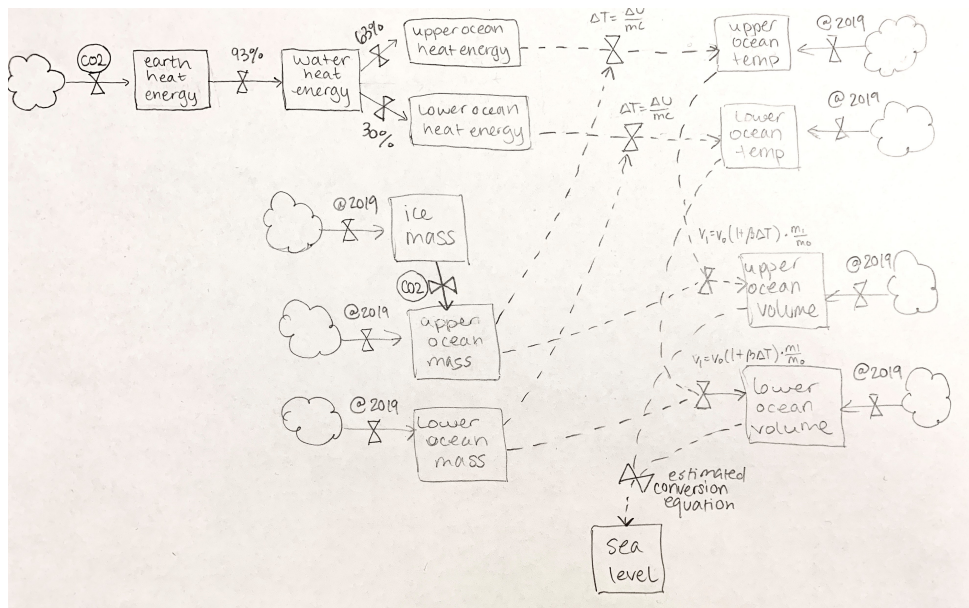 CO2
earth
heat
energy
93%
water
heat
energy
63%
30%
upper ocean
heat energy
Lower ocean
heat energy
ΔT = ΔU/mc
ΔT = ΔU/mc
upper
ocean
temp
@2019
Lower
ocean
temp
@2019
@2019
ice
mass
CO2
@2019
upper
ocean
mass
@2019
Lower
ocean
mass
V₁=V₀(1+βΔT)·m₁/m₀
upper
ocean
volume
@2019
V₁=V₀(1+βΔT)·m₁/m₀
lower
ocean
volume
@2019
estimated
conversion
equation
sea
level